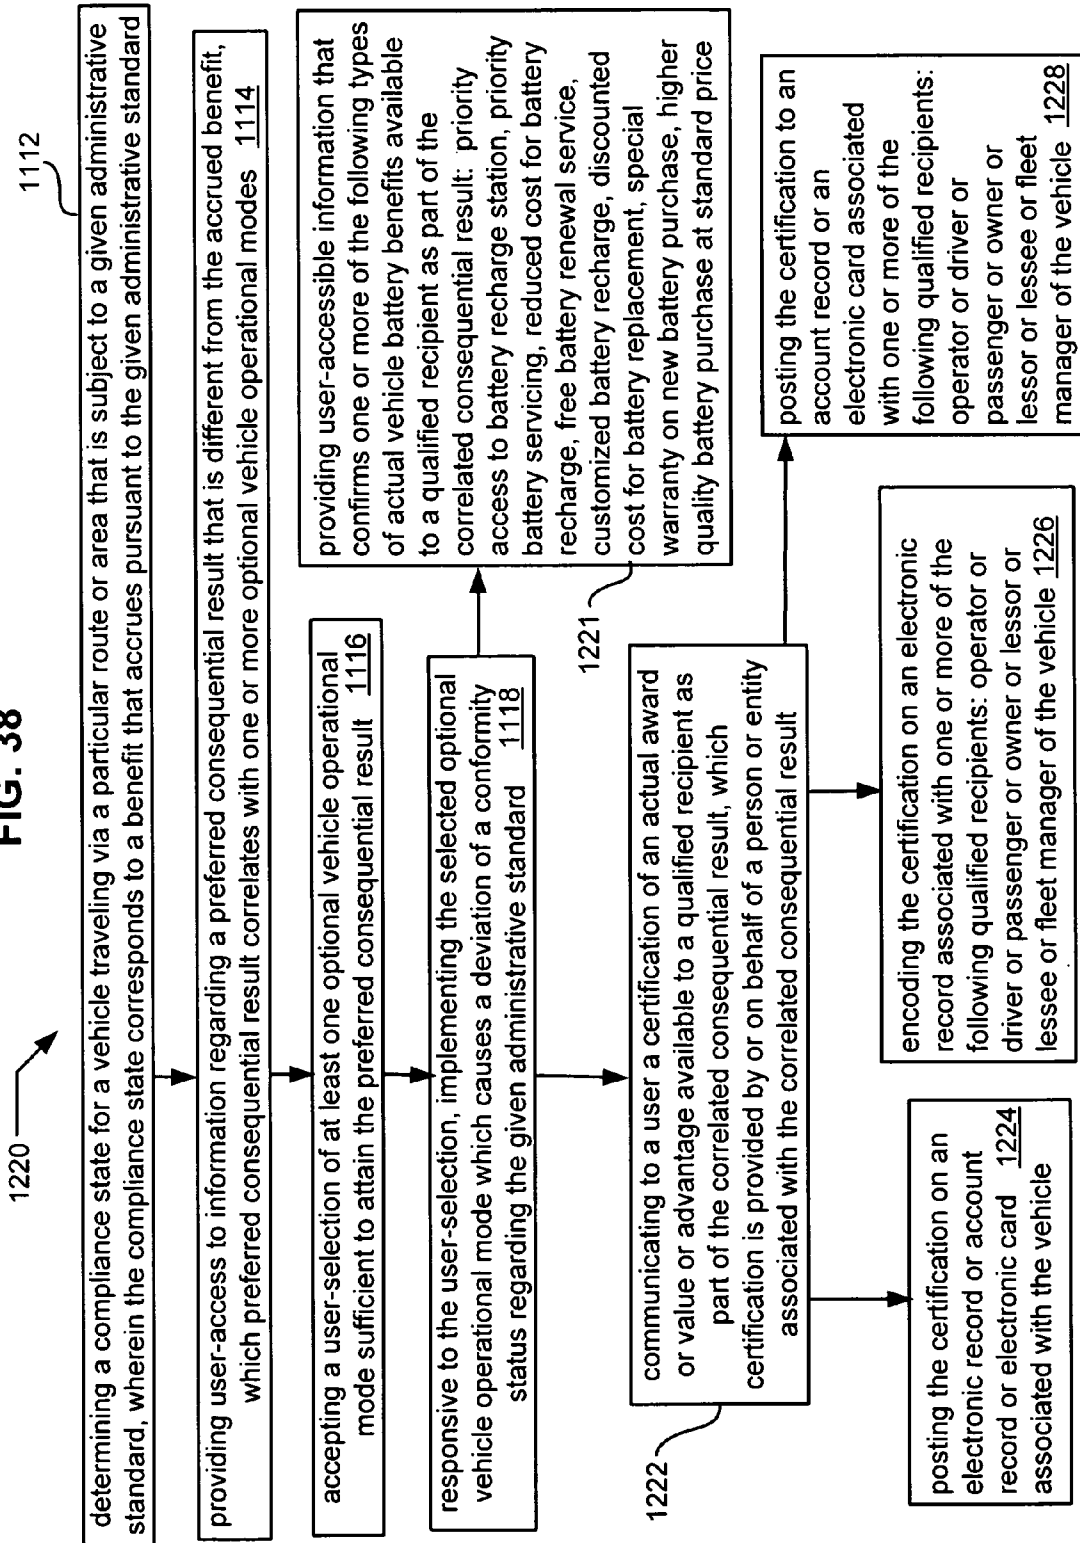 FIG. 38
1220
1112
determining a compliance state for a vehicle traveling via a particular route or area that is subject to a given administrative
standard, wherein the compliance state corresponds to a benefit that accrues pursuant to the given administrative standard
providing user-access to information regarding a preferred consequential result that is different from the accrued benefit,
which preferred consequential result correlates with one or more optional vehicle operational modes 1114
accepting a user-selection of at least one optional vehicle operational
mode sufficient to attain the preferred consequential result 1116
responsive to the user-selection, implementing the selected optional
vehicle operational mode which causes a deviation of a conformity
status regarding the given administrative standard 1118
providing user-accessible information that
confirms one or more of the following types
of actual vehicle battery benefits available
to a qualified recipient as part of the
correlated consequential result: priority
access to battery recharge station, priority
battery servicing, reduced cost for battery
recharge, free battery renewal service,
customized battery recharge, discounted
cost for battery replacement, special
warranty on new battery purchase, higher
quality battery purchase at standard price
1221
communicating to a user a certification of an actual award
or value or advantage available to a qualified recipient as
part of the correlated consequential result, which
certification is provided by or on behalf of a person or entity
associated with the correlated consequential result
1222
posting the certification on an
electronic record or account
record or electronic card 1224
associated with the vehicle
encoding the certification on an electronic
record associated with one or more of the
following qualified recipients: operator or
driver or passenger or owner or lessor or
lessee or fleet manager of the vehicle 1226
posting the certification to an
account record or an
electronic card associated
with one or more of the
following qualified recipients:
operator or driver or
passenger or owner or
lessor or lessee or fleet
manager of the vehicle 1228